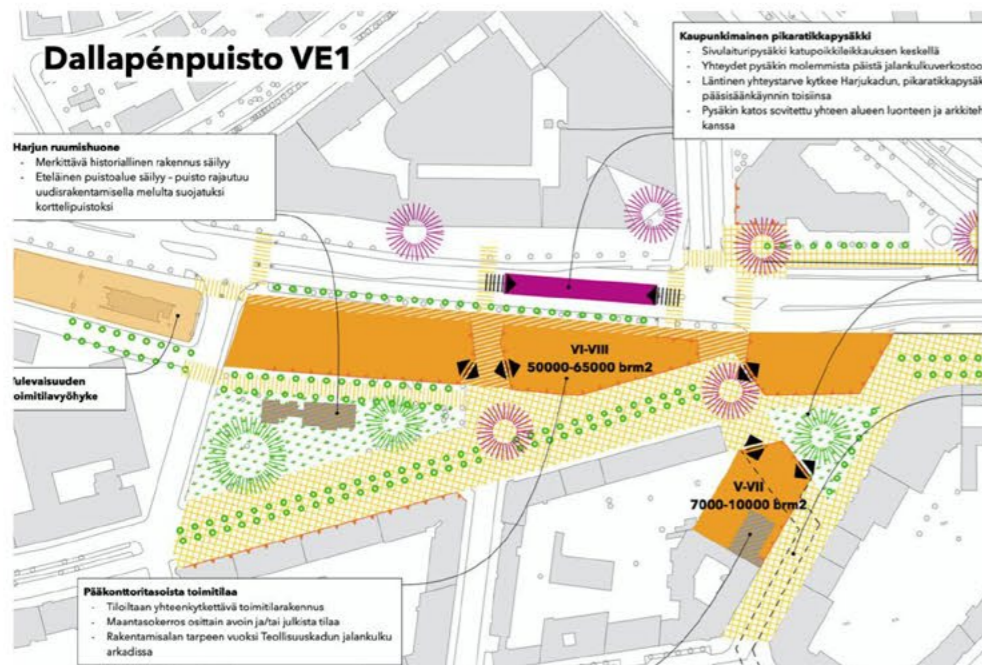 Dallapénpuisto VE1
Kaupunkimainen pikaratikkapysäkki
- Sivulaituripysäkki katupoikkileikkauksen keskellä
- Yhteydet pysäkin molemmista päistä jalankulkuverkostoo
- Läntinen yhteystarve kytkee Harjukadun, pikaratikkapysäk
pääsisäänkäynnin toisiinsa
- Pysäkin katos sovitettu yhteen alueen luonteen ja arkkiteh
kanssa
Harjun ruumishuone
- Merkittävä historiallinen rakennus säilyy
- Eteläinen puistoalue säilyy - puisto rajautuu
uudisrakentamisella melulta suojatuksi
korttelipuistoksi
VI-VIII
50000-65000 brm2
Tulevaisuuden
toimitilavyöhyke
V-VII
7000-10000 brm2
Pääkonttoritasoista toimitilaa
- Tiloiltaan yhteenkytkettävä toimitilarakennus
- Maantasokerros osittain avoin ja/tai julkista tilaa
- Rakentamisalan tarpeen vuoksi Teollisuuskadun jalankulku
arkadissa